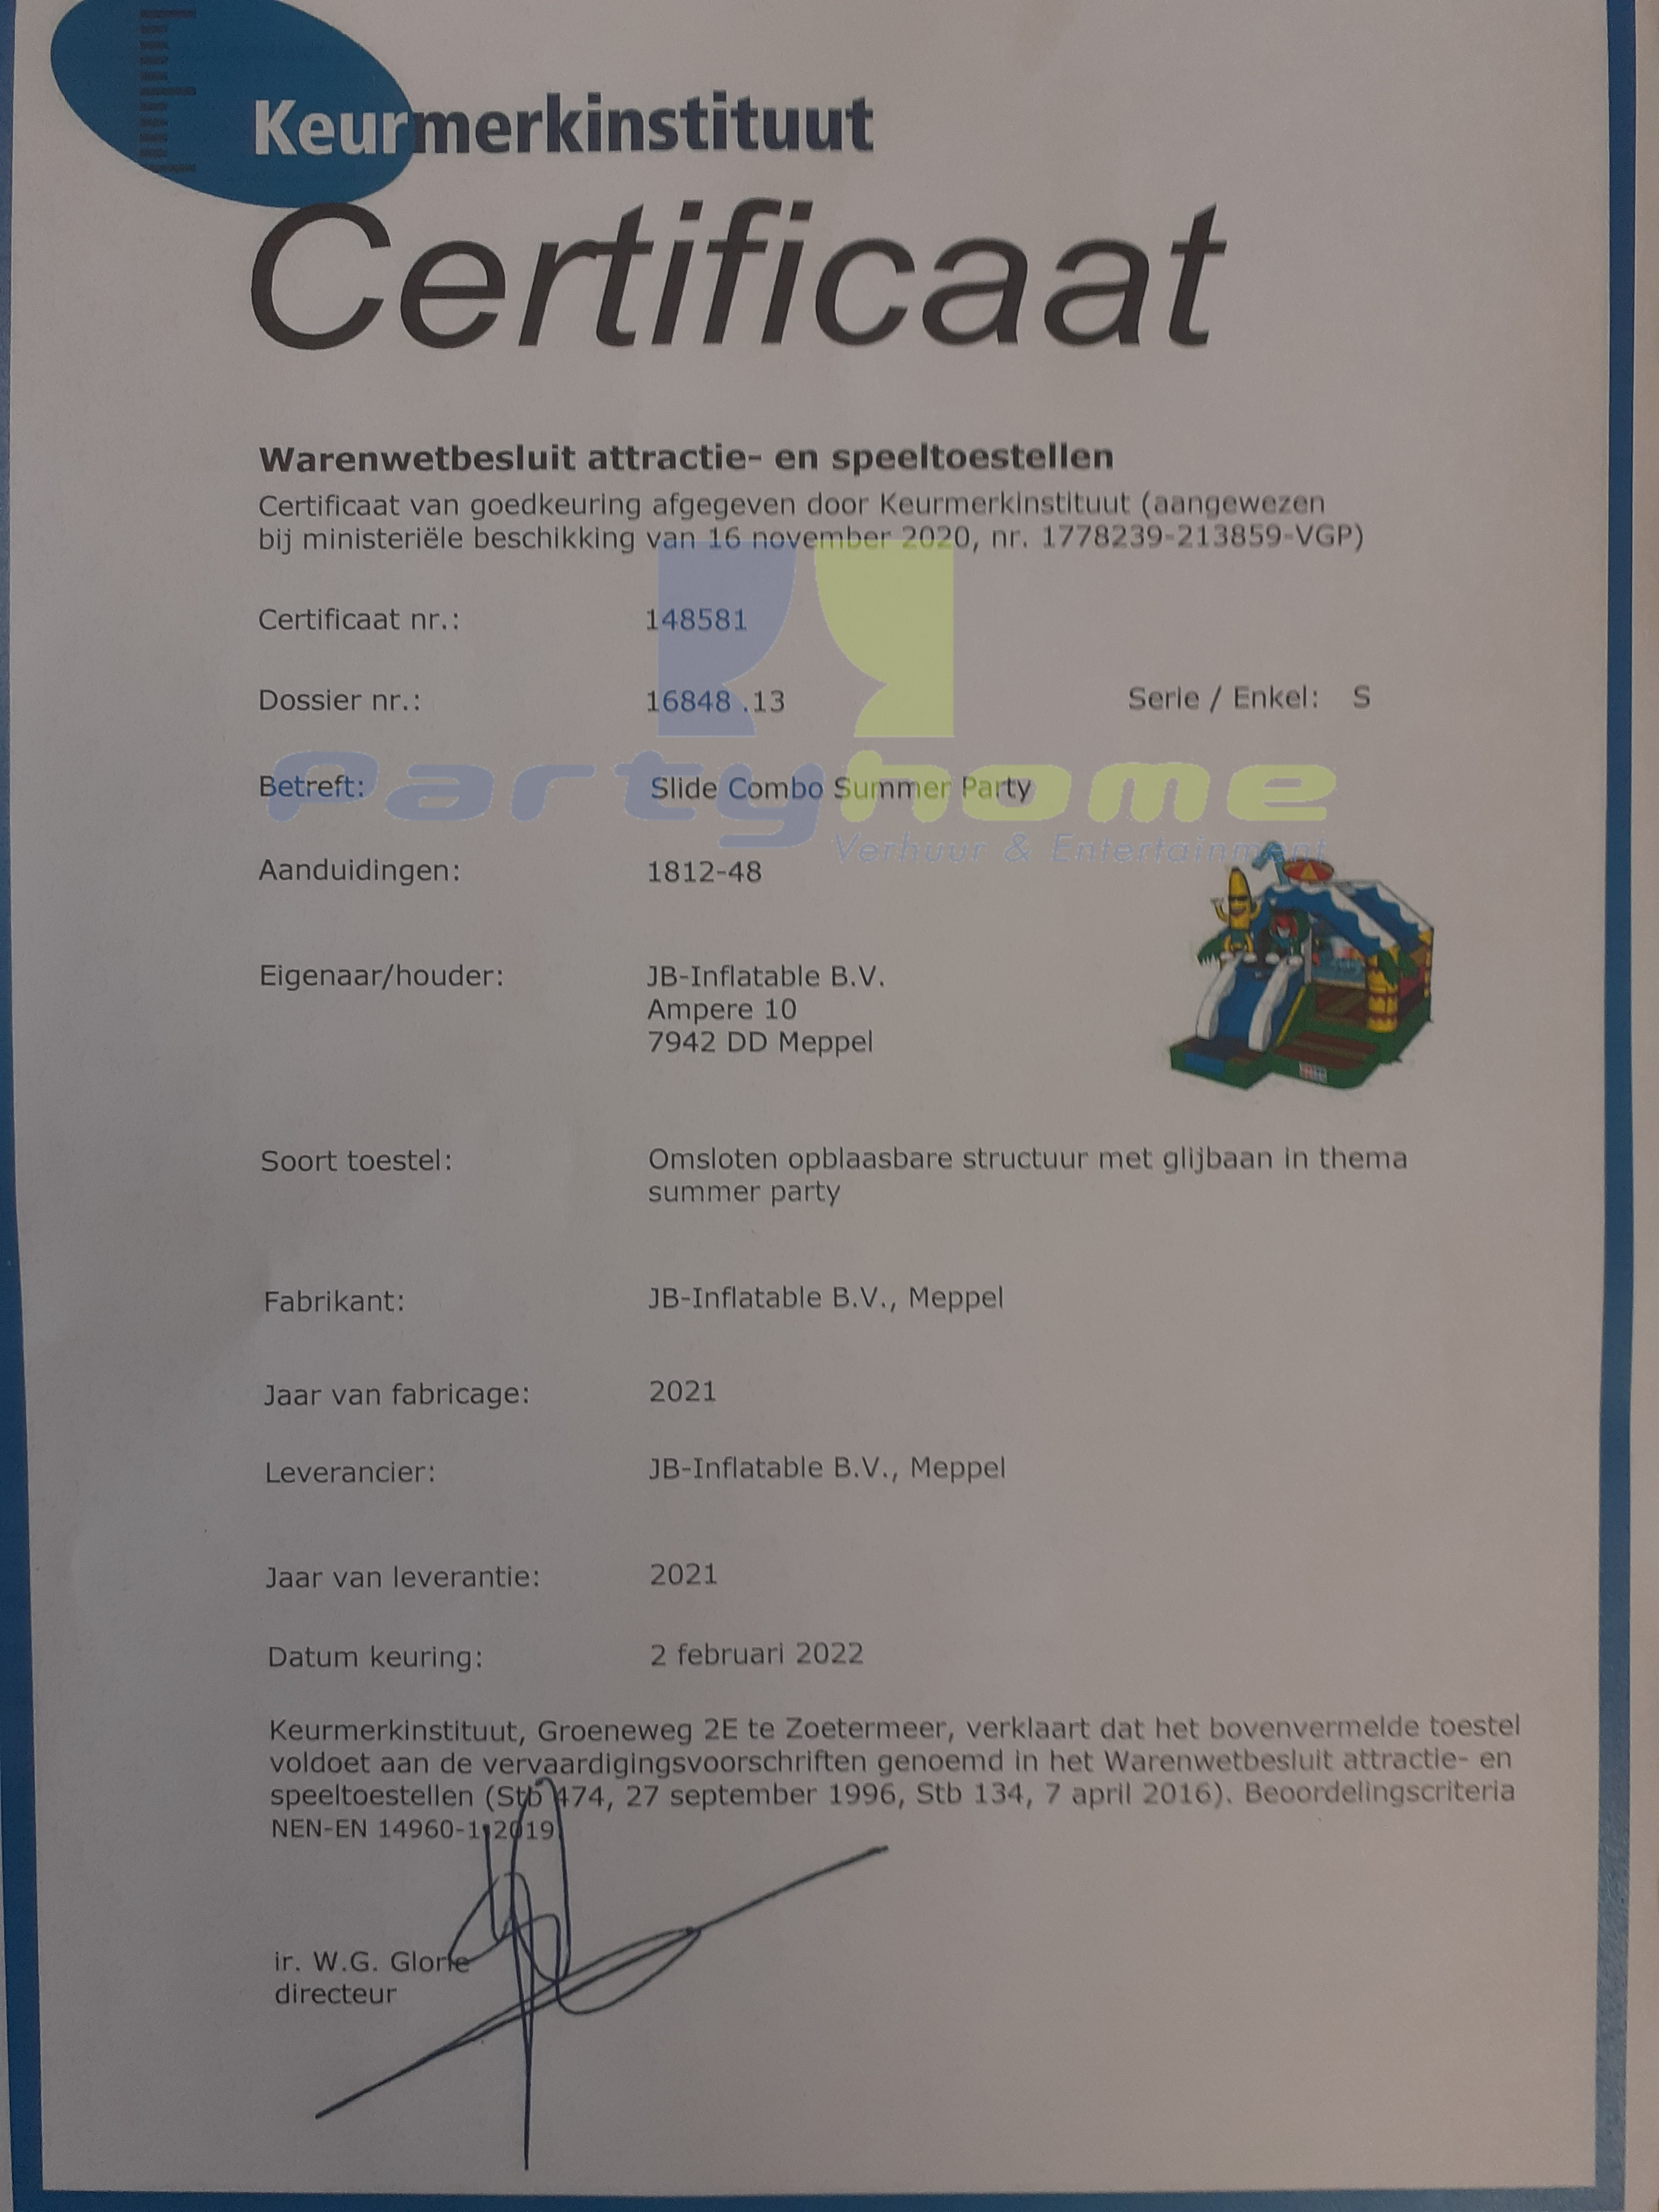 Keurmerkinstituut
Certificaat
Warenwetbesluit attractie- en speeltoestellen
Certificaat van goedkeuring afgegeven door Keurmerkinstituut (aangewezen
bij ministeriële beschikking van 16 november 2020, nr. 1778239-213859-VGP)
Certificaat nr.: 148581
Dossier nr.: 16848 .13 Serie / Enkel: S
Betreft: Slide Combo Summer Party
Partyhome
Verhuur & Entertainment
Aanduidingen: 1812-48
Eigenaar/houder: JB-Inflatable B.V.
Ampere 10
7942 DD Meppel
Soort toestel: Omsloten opblaasbare structuur met glijbaan in thema
summer party
Fabrikant: JB-Inflatable B.V., Meppel
Jaar van fabricage: 2021
Leverancier: JB-Inflatable B.V., Meppel
Jaar van leverantie: 2021
Datum keuring: 2 februari 2022
Keurmerkinstituut, Groeneweg 2E te Zoetermeer, verklaart dat het bovenvermelde toestel
voldoet aan de vervaardigingsvoorschriften genoemd in het Warenwetbesluit attractie- en
speeltoestellen (Stb 474, 27 september 1996, Stb 134, 7 april 2016). Beoordelingscriteria
NEN-EN 14960-1:2019.
ir. W.G. Glorie
directeur